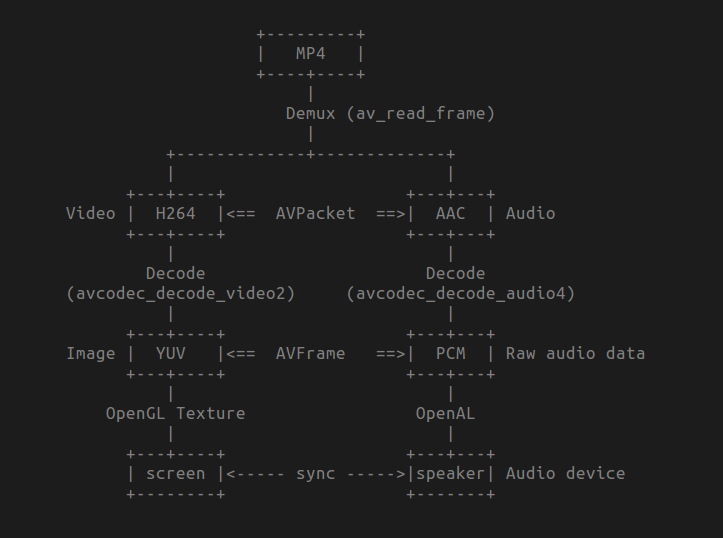 +----------+
                   |   MP4   |
                   +----+----+
                        |
                      Demux (av_read_frame)
                        |
          +-------------+-------------+
          |                           |
      +---+----+                  +---+---+
Video |  H264  |<==  AVPacket  ==>|  AAC  | Audio
      +---+----+                  +---+---+
          |                           |
        Decode                      Decode
(avcodec_decode_video2)     (avcodec_decode_audio4)
          |                           |
      +---+----+                  +---+---+
Image |  YUV   |<==  AVFrame   ==>|  PCM  | Raw audio data
      +---+----+                  +---+---+
          |                           |
    OpenGL Texture                 OpenAL
          |                           |
      +---+----+                  +---+---+
      | screen |<----- sync ----->|speaker| Audio device
      +--------+                  +-------+